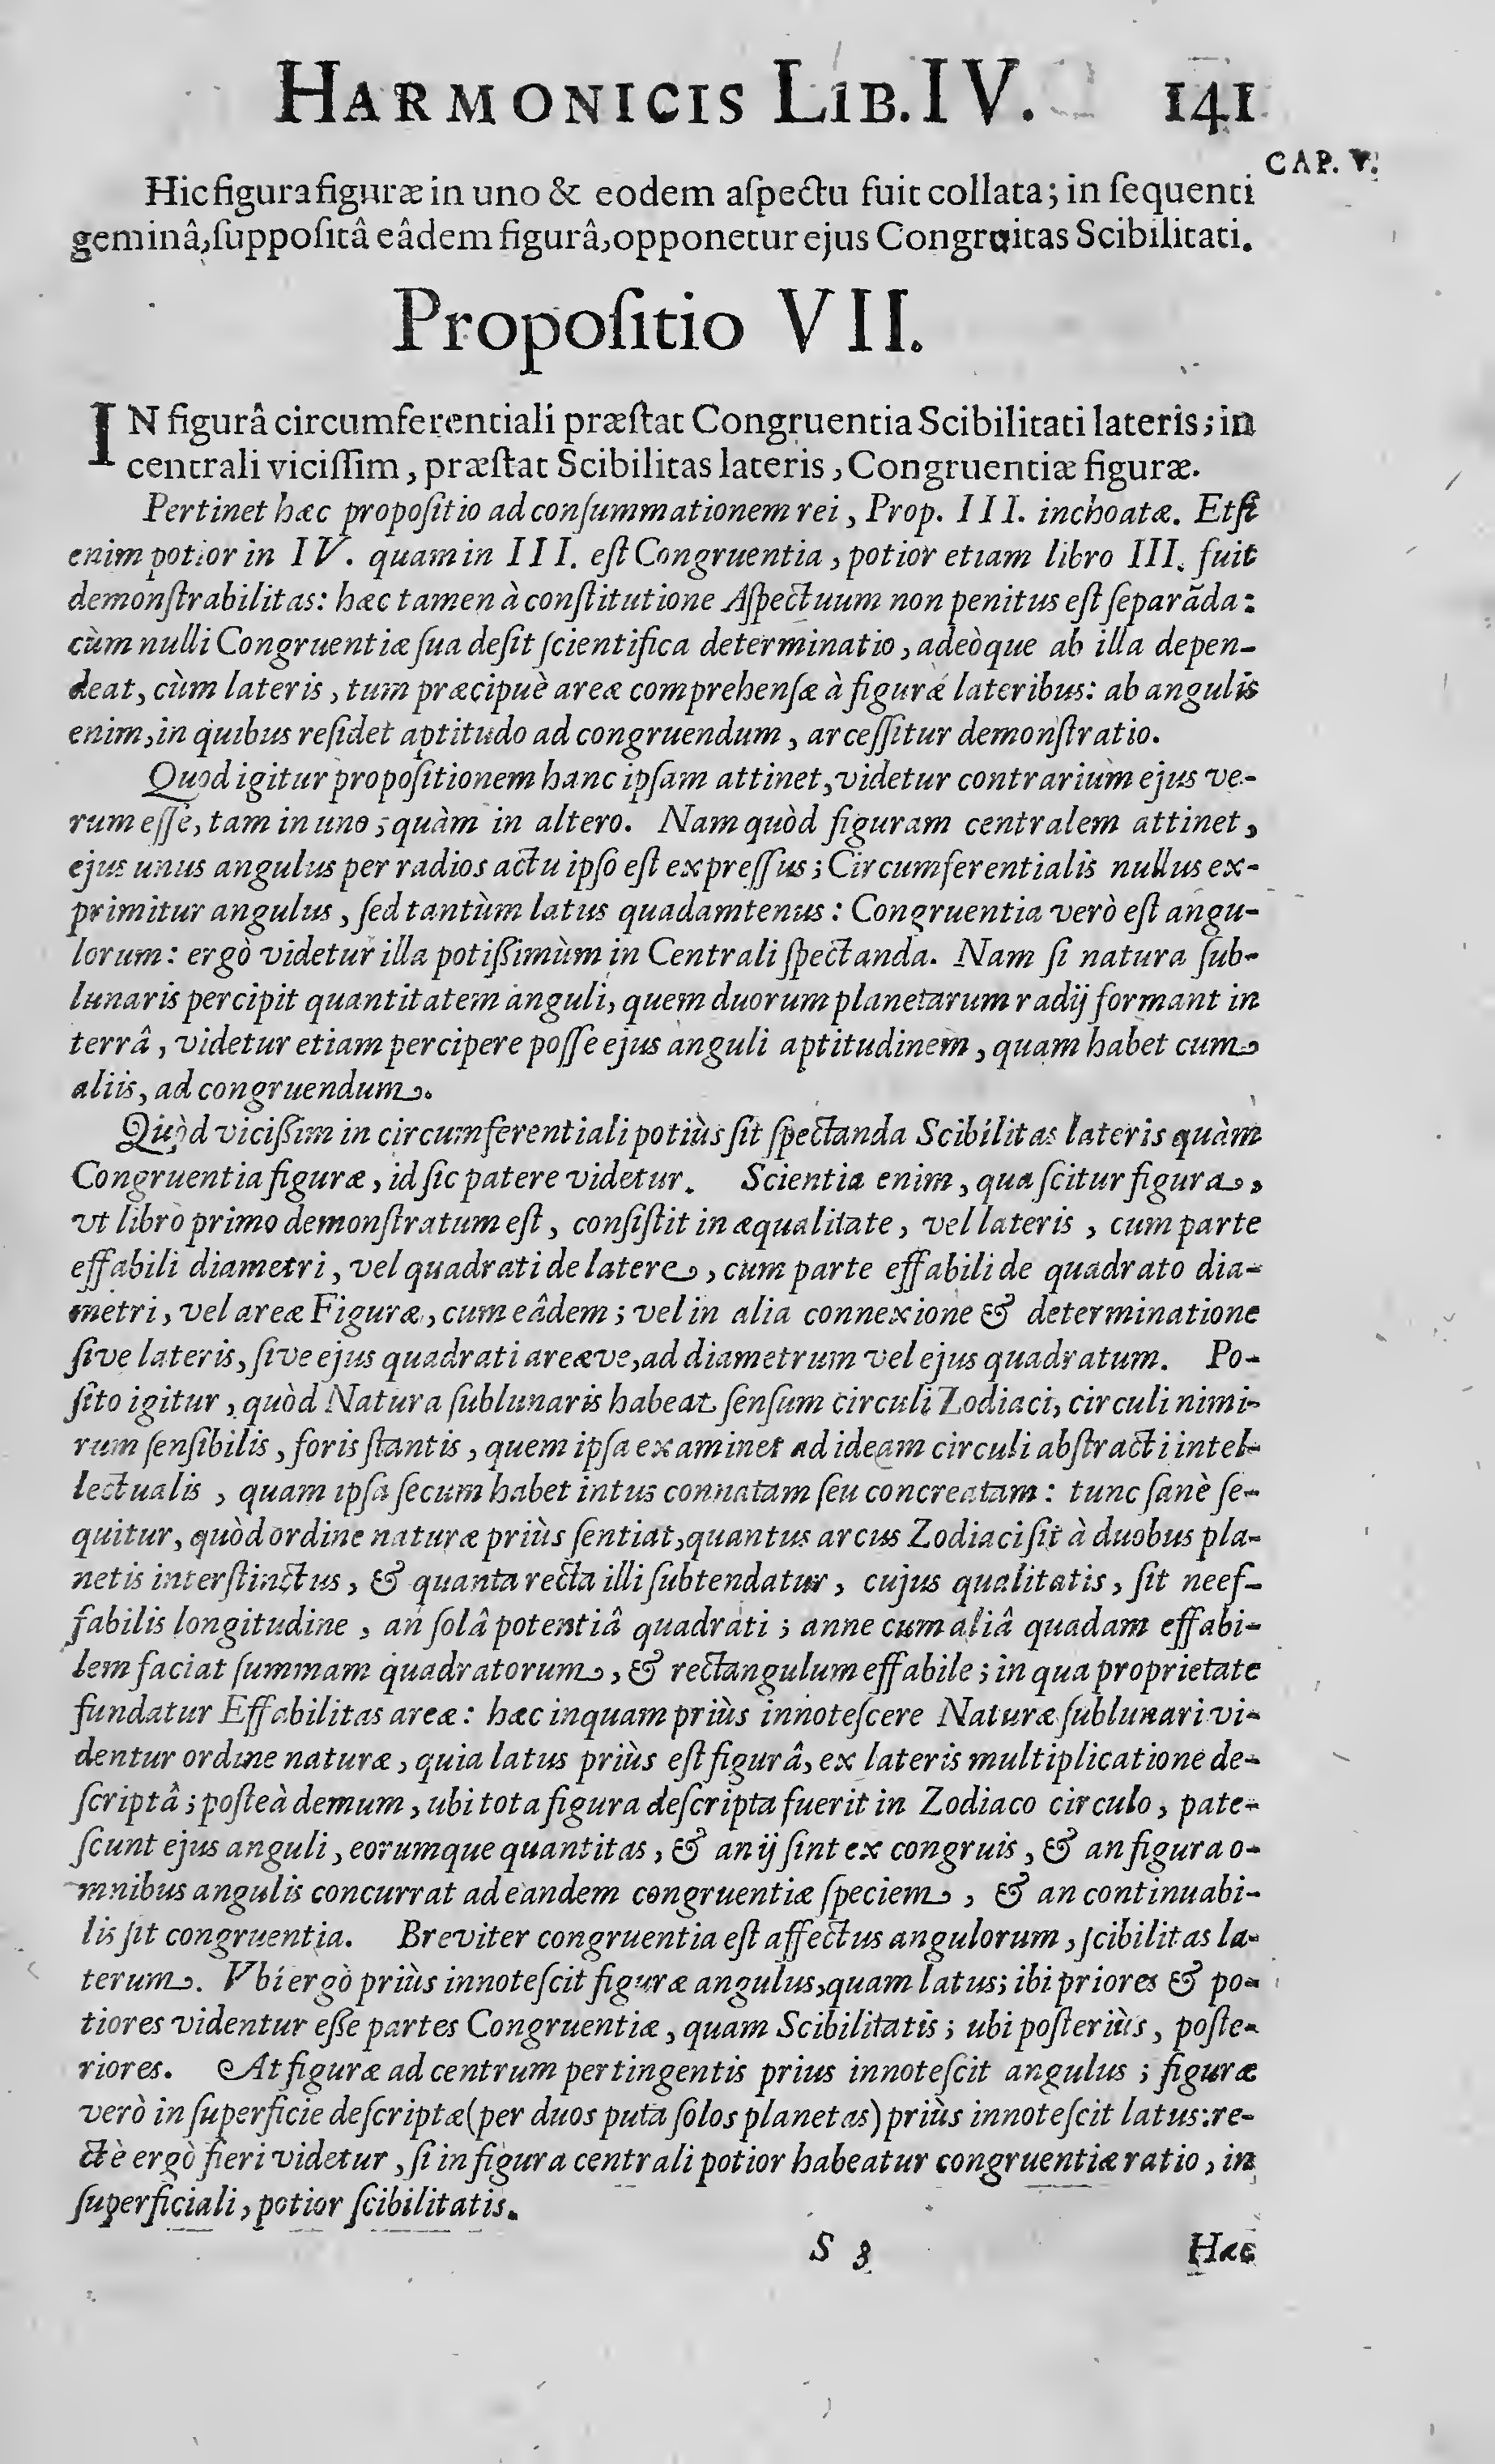 HARMONICIS LIB. IV. 141
CAP. V.
Hic figura figuræ in uno & eodem aſpectu fuit collata; in ſequenti
geminâ, ſuppoſitâ eâdem figurâ, opponetur ejus Congruitas Scibilitati.
Propoſitio VII.
IN figurâ circumferentiali præſtat Congruentia Scibilitati lateris; in
centrali viciſſim, præſtat Scibilitas lateris, Congruentiæ figuræ.
Pertinet hæc propoſitio ad conſummationem rei, Prop. III. inchoatæ. Etſi
enim potior in IV. quam in III. eſt Congruentia, potior etiam libro III. fuit
demonſtrabilitas: hæc tamen à conſtitutione Aſpectuum non penitus eſt ſeparãda:
cùm nulli Congruentiæ ſua deſit ſcientifica determinatio, adeòque ab illa depen-
deat, cùm lateris, tum præcipuè areæ comprehenſæ à figuræ lateribus: ab angulis
enim, in quibus reſidet aptitudo ad congruendum, arceſſitur demonſtratio.
Quod igitur propoſitionem hanc ipſam attinet, videtur contrarium ejus ve-
rum eſſe, tam in uno; quàm in altero. Nam quòd figuram centralem attinet,
ejus unus angulus per radios actu ipſo eſt expreſſus; Circumferentialis nullus ex-
primitur angulus, ſed tantùm latus quadamtenus: Congruentia verò eſt angu-
lorum: ergò videtur illa potißimùm in Centrali ſpectanda. Nam ſi natura ſub-
lunaris percipit quantitatem anguli, quem duorum planetarum radij formant in
terrâ, videtur etiam percipere poſſe ejus anguli aptitudinem, quam habet cum
aliis, ad congruendum.
Quòd vicißim in circumferentiali potiùs ſit ſpectanda Scibilitas lateris quàm
Congruentia figuræ, id ſic patere videtur. Scientia enim, qua ſcitur figura,
vt libro primo demonſtratum eſt, conſiſtit in æqualitate, vel lateris, cum parte
effabili diametri, vel quadrati de latere, cum parte effabili de quadrato dia-
metri, vel areæ Figuræ, cum eâdem; vel in alia connexione & determinatione
ſive lateris, ſive ejus quadrati areæve, ad diametrum vel ejus quadratum. Po-
ſito igitur, quòd Natura ſublunaris habeat ſenſum circuli Zodiaci, circuli nimi-
rum ſenſibilis, foris ſtantis, quem ipſa examinet ad ideam circuli abſtracti intel-
lectualis, quam ipſa ſecum habet intus connatam ſeu concreatam: tunc ſanè ſe-
quitur, quòd ordine naturæ priùs ſentiat, quantus arcus Zodiaci ſit à duobus pla-
netis interſtinctus, & quanta recta illi ſubtendatur, cujus qualitatis, ſit neef-
fabilis longitudine, an ſolâ potentiâ quadrati; anne cum aliâ quadam effabi-
lem faciat ſummam quadratorum, & rectangulum effabile; in qua proprietate
fundatur Effabilitas areæ: hæc inquam priùs innoteſcere Naturæ ſublunari vi-
dentur ordine naturæ, quia latus priùs eſt figurâ, ex lateris multiplicatione de-
ſcriptâ; poſteà demum, ubi tota figura deſcripta fuerit in Zodiaco circulo, pate-
ſcunt ejus anguli, eorumque quantitas, & an ij ſint ex congruis, & an figura o-
mnibus angulis concurrat ad eandem congruentiæ ſpeciem, & an continuabi-
lis ſit congruentia. Breviter congruentia eſt affectus angulorum, ſcibilitas la-
terum. Vbi ergò priùs innoteſcit figuræ angulus, quam latus; ibi priores & po-
tiores videntur eße partes Congruentiæ, quam Scibilitatis; ubi poſteriùs, poſte-
riores. At figuræ ad centrum pertingentis prius innoteſcit angulus; figuræ
verò in ſuperficie deſcriptæ (per duos puta ſolos planetas) priùs innoteſcit latus: re-
ctè ergò fieri videtur, ſi in figura centrali potior habeatur congruentiæ ratio, in
ſuperficiali, potior ſcibilitatis.
S 3 Hæc